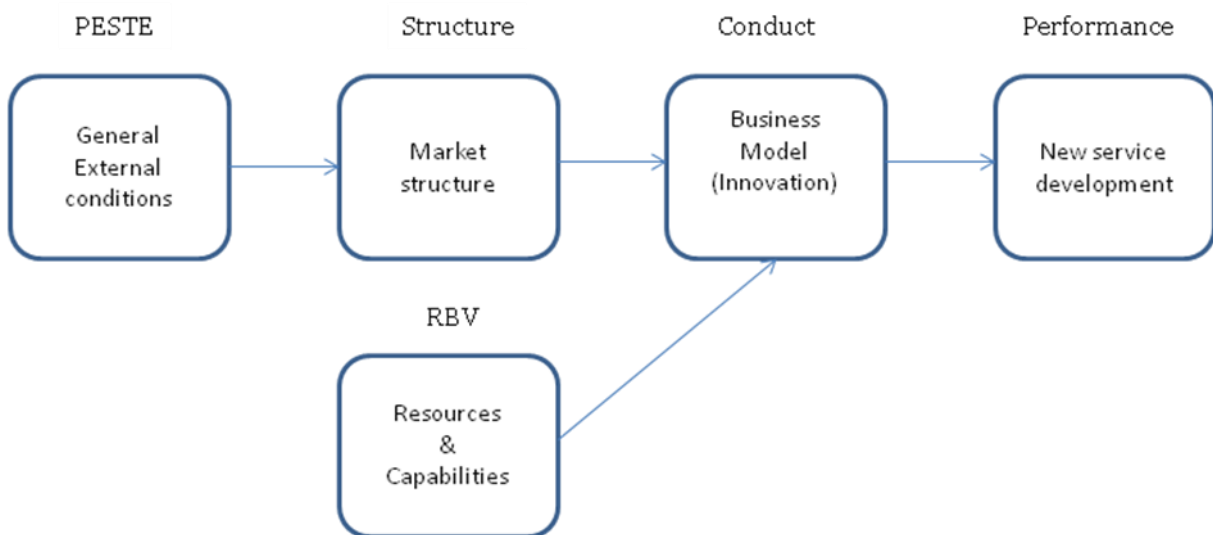 PESTE
Structure
Conduct
Performance
General
External
conditions
Market
structure
Business
Model
(Innovation)
New service
development
RBV
Resources
&
Capabilities